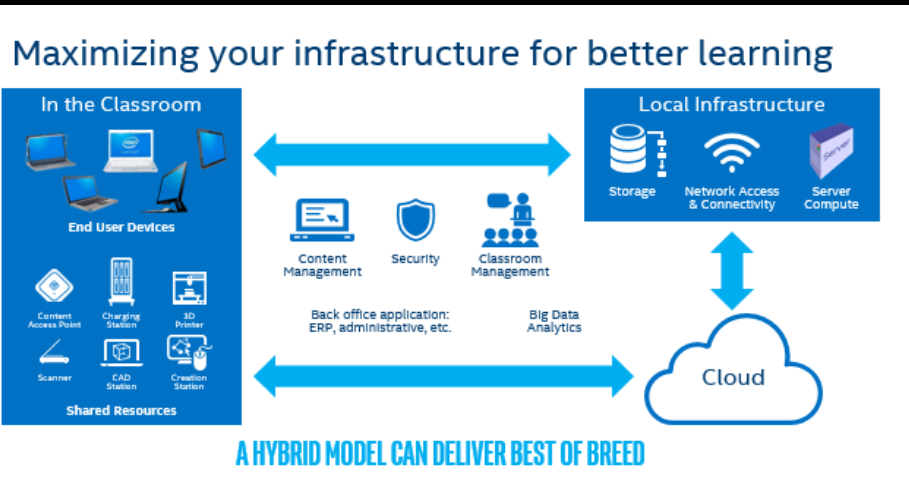 Maximizing your infrastructure for better learning
In the Classroom
End User Devices
Content
Access Point
Charging
Station
3D
Printer
Scanner
CAD
Station
Creation
Station
Shared Resources
Content
Management
Security
Classroom
Management
Back office application:
ERP, administrative, etc.
Big Data
Analytics
Local Infrastructure
Server
Storage
Network Access
& Connectivity
Server
Compute
Cloud
A HYBRID MODEL CAN DELIVER BEST OF BREED